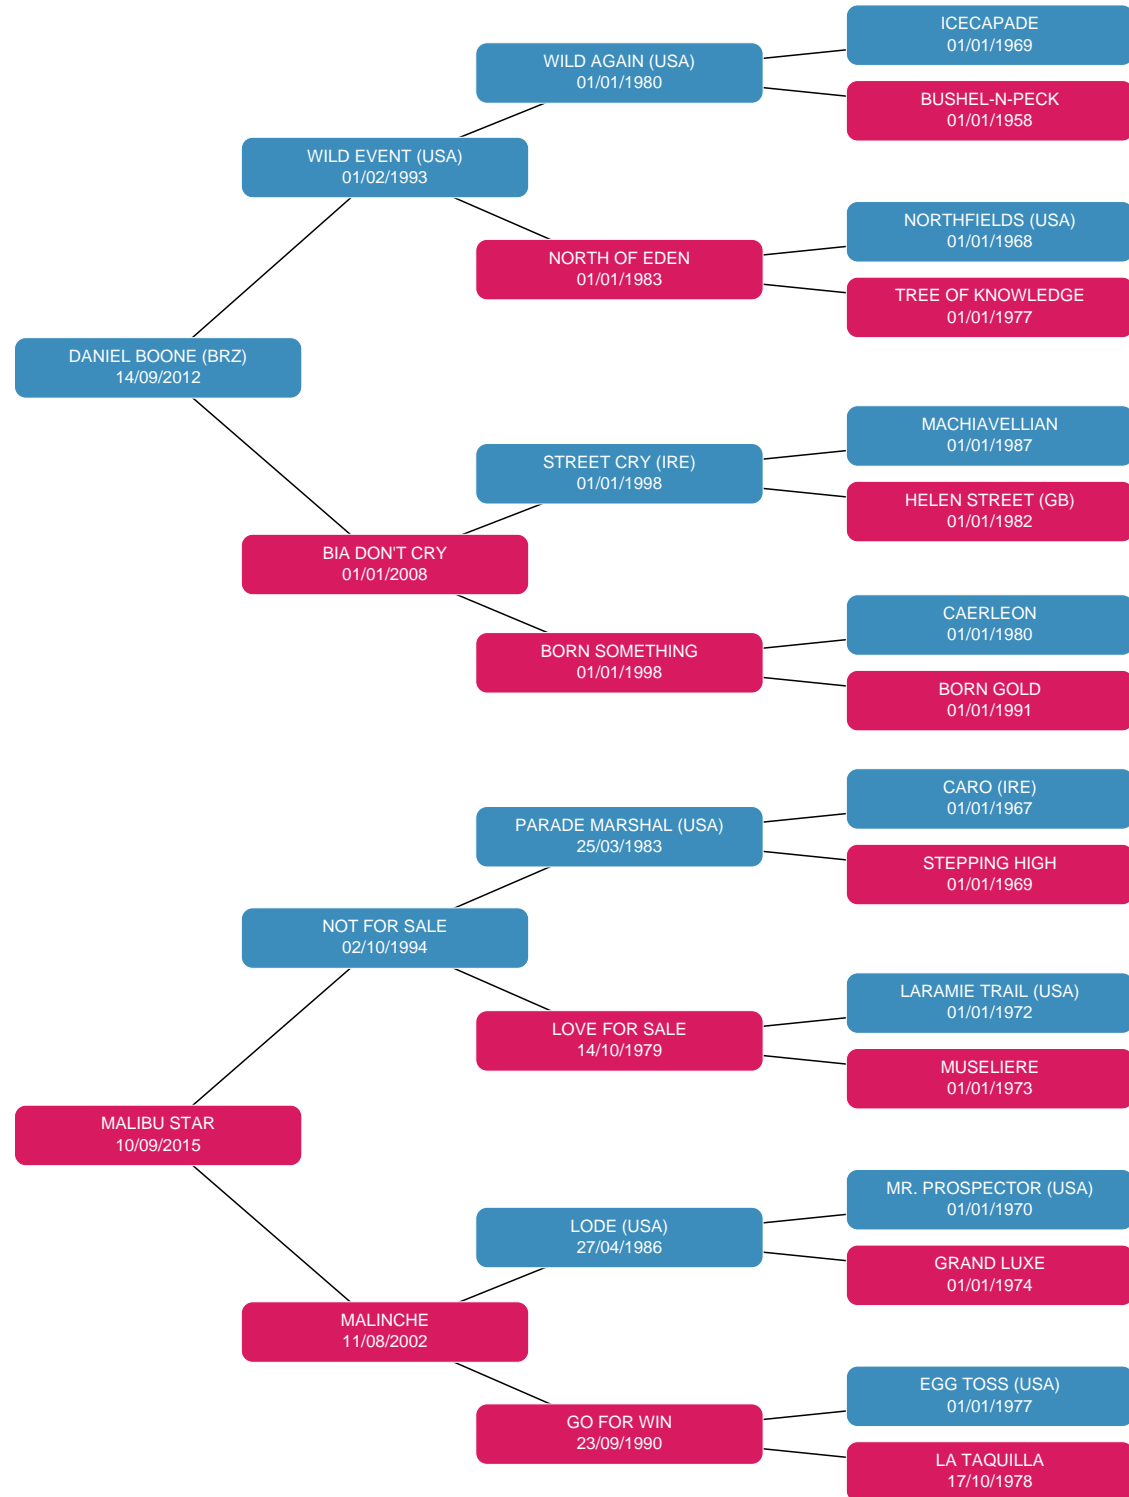 ICECAPADE
01/01/1969
WILD AGAIN (USA)
01/01/1980
BUSHEL-N-PECK
01/01/1958
WILD EVENT (USA)
01/02/1993
NORTHFIELDS (USA)
01/01/1968
NORTH OF EDEN
01/01/1983
TREE OF KNOWLEDGE
01/01/1977
DANIEL BOONE (BRZ)
14/09/2012
MACHIAVELLIAN
01/01/1987
STREET CRY (IRE)
01/01/1998
HELEN STREET (GB)
01/01/1982
BIA DON'T CRY
01/01/2008
CAERLEON
01/01/1980
BORN SOMETHING
01/01/1998
BORN GOLD
01/01/1991
CARO (IRE)
01/01/1967
PARADE MARSHAL (USA)
25/03/1983
STEPPING HIGH
01/01/1969
NOT FOR SALE
02/10/1994
LARAMIE TRAIL (USA)
01/01/1972
LOVE FOR SALE
14/10/1979
MUSELIERE
01/01/1973
MALIBU STAR
10/09/2015
MR. PROSPECTOR (USA)
01/01/1970
LODE (USA)
27/04/1986
GRAND LUXE
01/01/1974
MALINCHE
11/08/2002
EGG TOSS (USA)
01/01/1977
GO FOR WIN
23/09/1990
LA TAQUILLA
17/10/1978